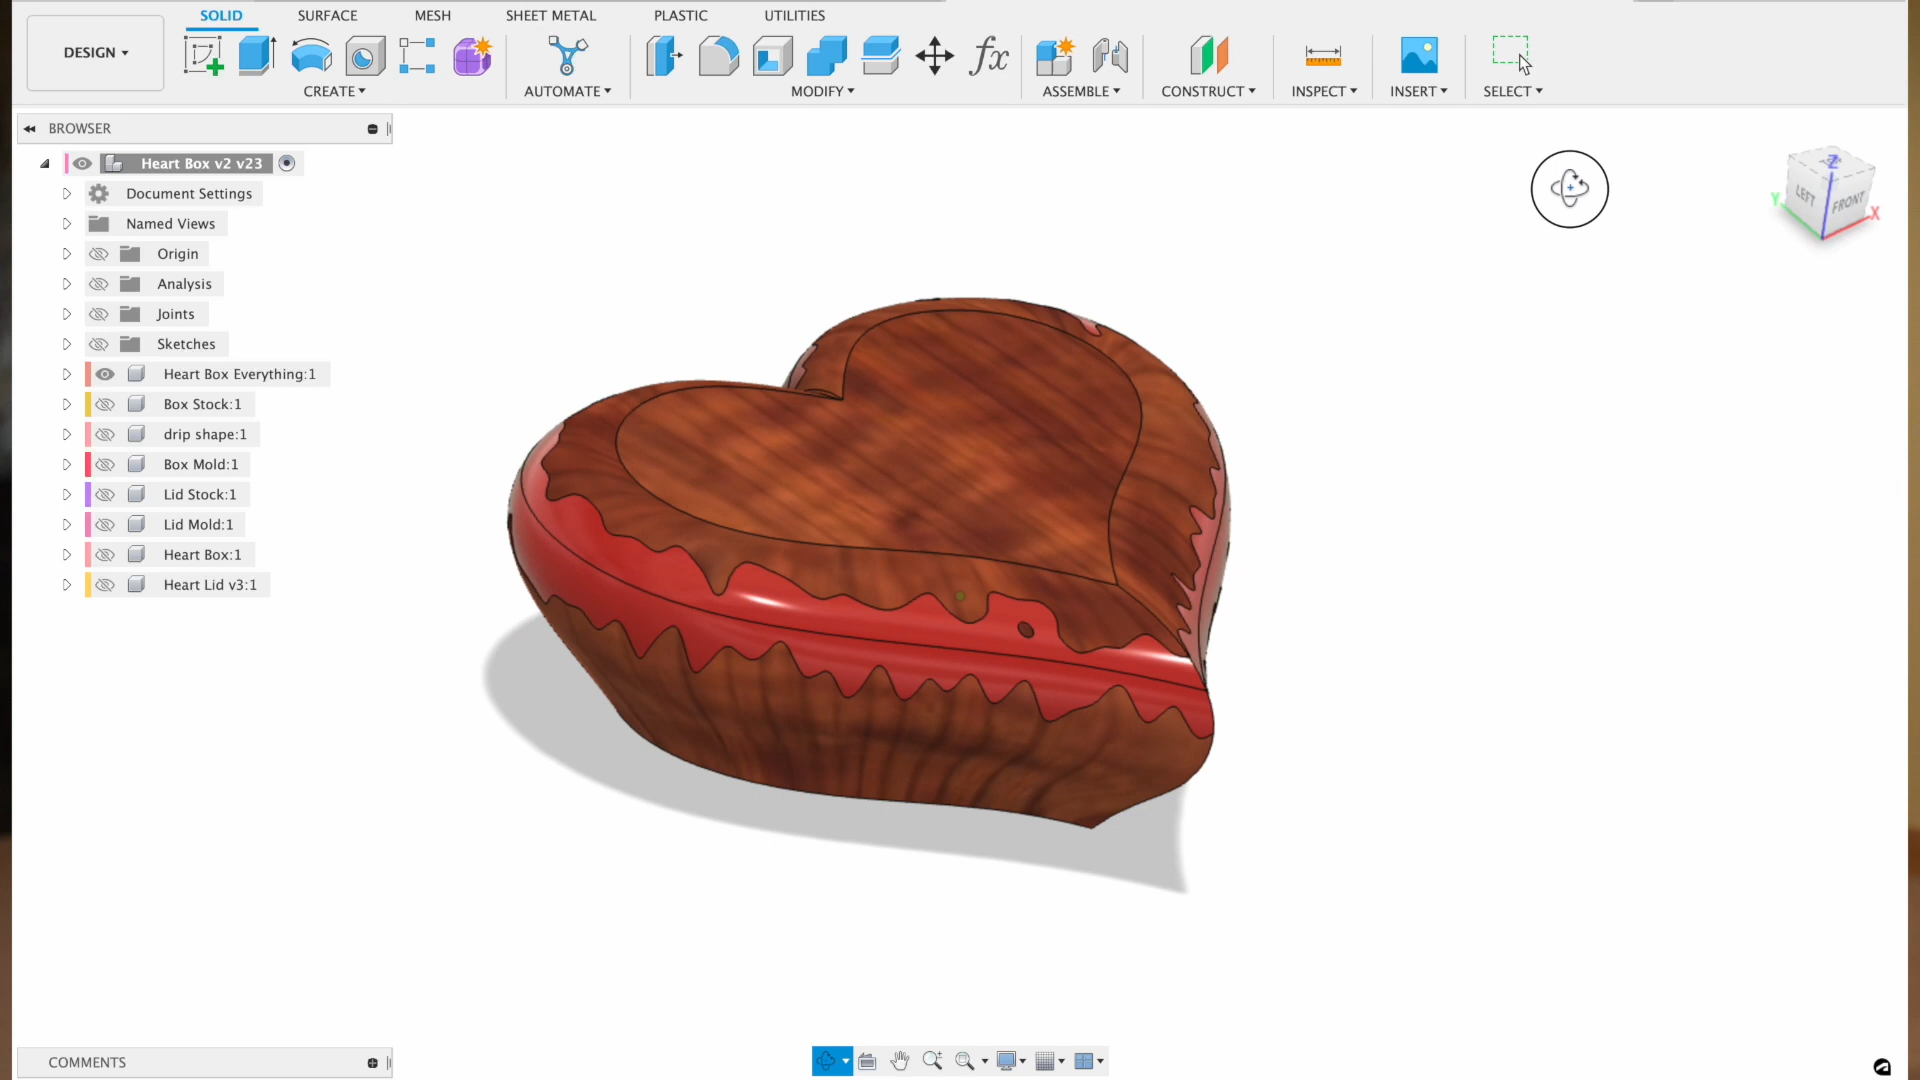 SOLID SURFACE MESH SHEET METAL PLASTIC UTILITIES
DESIGN
CREATE AUTOMATE MODIFY ASSEMBLE CONSTRUCT INSPECT INSERT SELECT
fx
BROWSER
Heart Box v2 v23
Document Settings
Named Views
Origin
Analysis
Joints
Sketches
Heart Box Everything:1
Box Stock:1
drip shape:1
Box Mold:1
Lid Stock:1
Lid Mold:1
Heart Box:1
Heart Lid v3:1
Z
Y LEFT FRONT X
COMMENTS